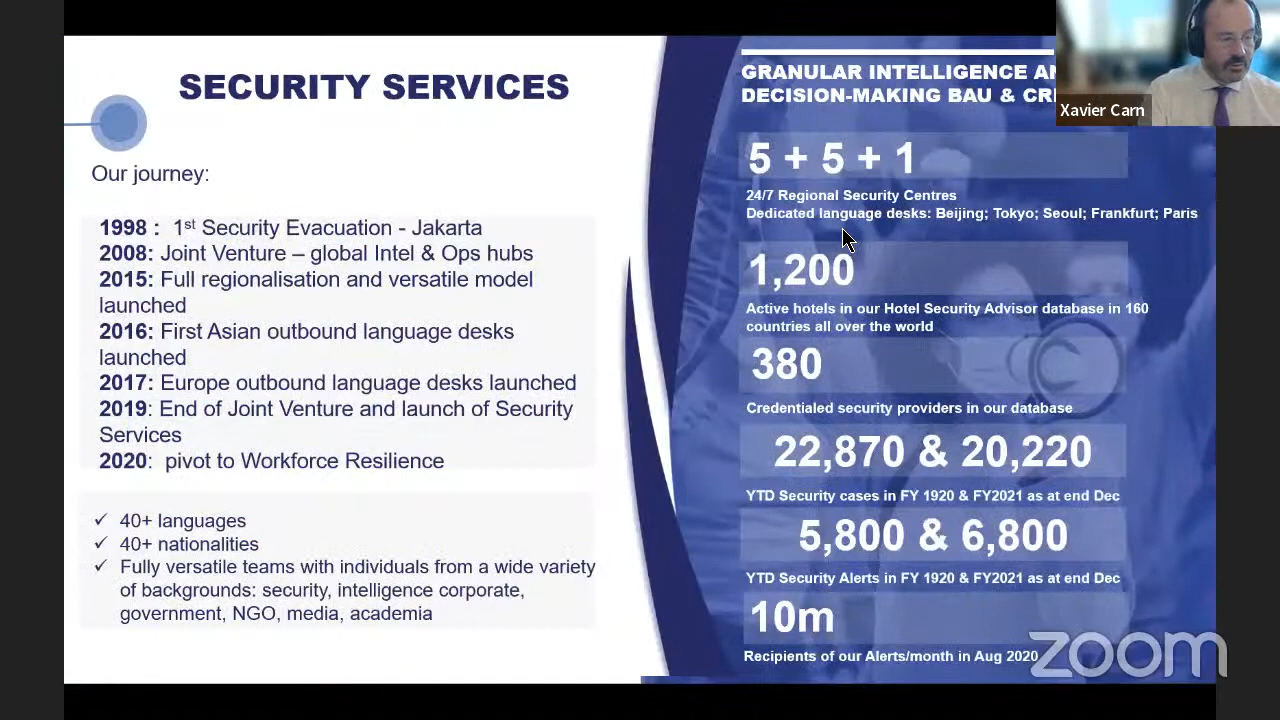 SECURITY SERVICES
Our journey:
1998 : 1st Security Evacuation - Jakarta
2008: Joint Venture – global Intel & Ops hubs
2015: Full regionalisation and versatile model
launched
2016: First Asian outbound language desks
launched
2017: Europe outbound language desks launched
2019: End of Joint Venture and launch of Security
Services
2020: pivot to Workforce Resilience
✓ 40+ languages
✓ 40+ nationalities
✓ Fully versatile teams with individuals from a wide variety
of backgrounds: security, intelligence corporate,
government, NGO, media, academia
GRANULAR INTELLIGENCE
DECISION-MAKING BAU &
Xavier Carn
5 + 5 + 1
24/7 Regional Security Centres
Dedicated language desks: Beijing; Tokyo; Seoul; Frankfurt; Paris
1,200
Active hotels in our Hotel Security Advisor database in 160
countries all over the world
380
Credentialed security providers in our database
22,870 & 20,220
YTD Security cases in FY 1920 & FY2021 as at end Dec
5,800 & 6,800
YTD Security Alerts in FY 1920 & FY2021 as at end Dec
10m
Recipients of our Alerts/month in Aug 2020
zoom